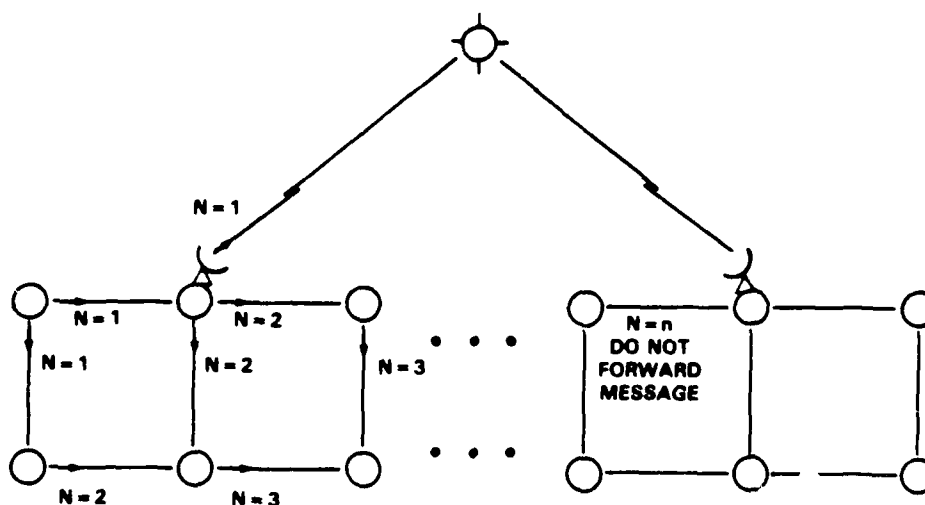 N = 1
N = 1
N = 2
N = n
DO NOT
FORWARD
MESSAGE
N = 1
N = 2
N = 3
N = 2
N = 3